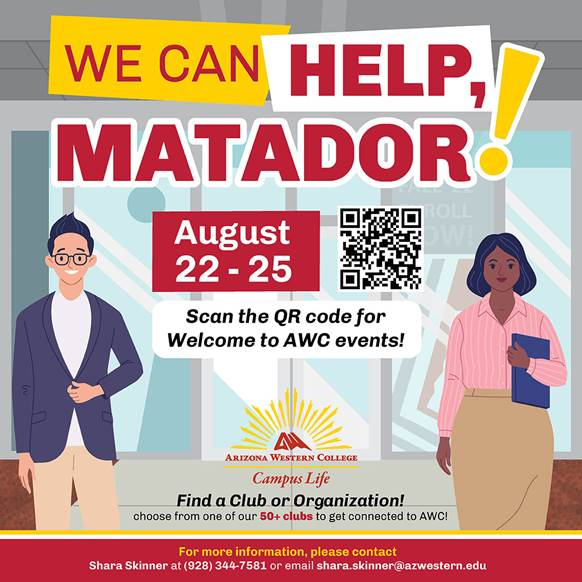 WE CAN HELP,
MATADOR!
ROLL
NOW!
August
22 - 25
Scan the QR code for
Welcome to AWC events!
ARIZONA WESTERN COLLEGE
Campus Life
Find a Club or Organization!
choose from one of our 50+ clubs to get connected to AWC!
For more information, please contact
Shara Skinner at (928) 344-7581 or email shara.skinner@azwestern.edu